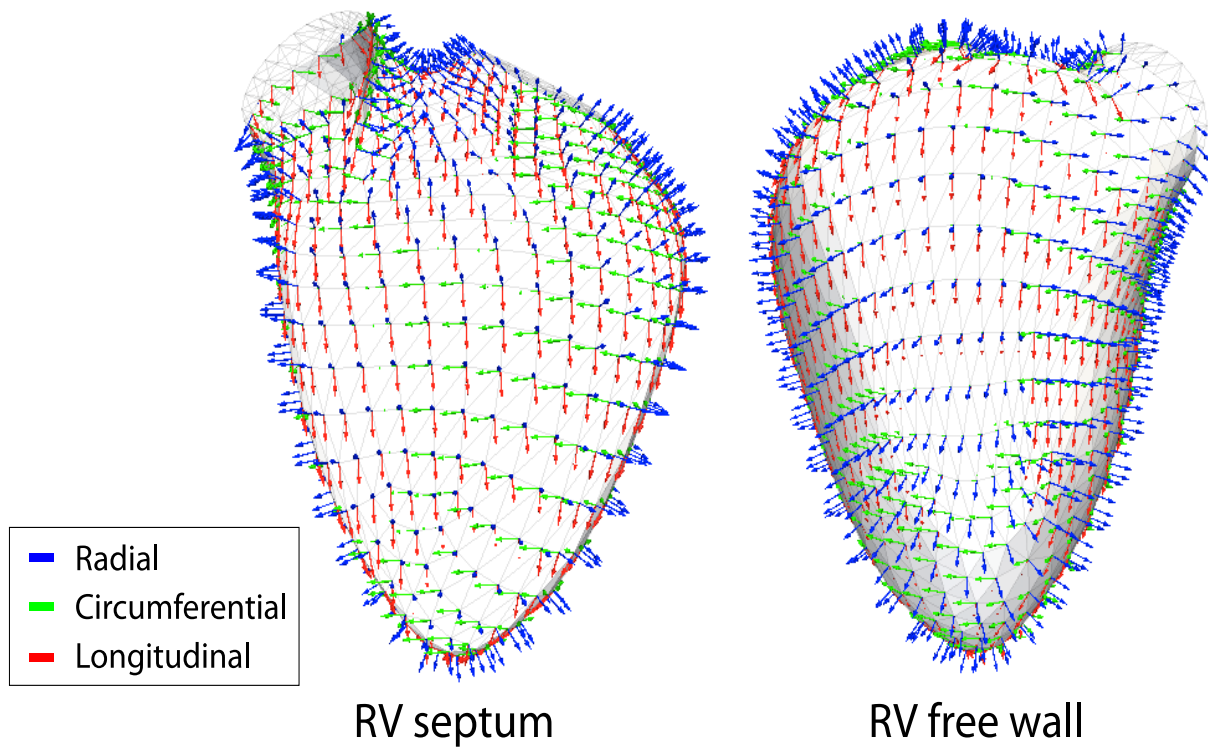 Radial
Circumferential
Longitudinal
RV septum
RV free wall